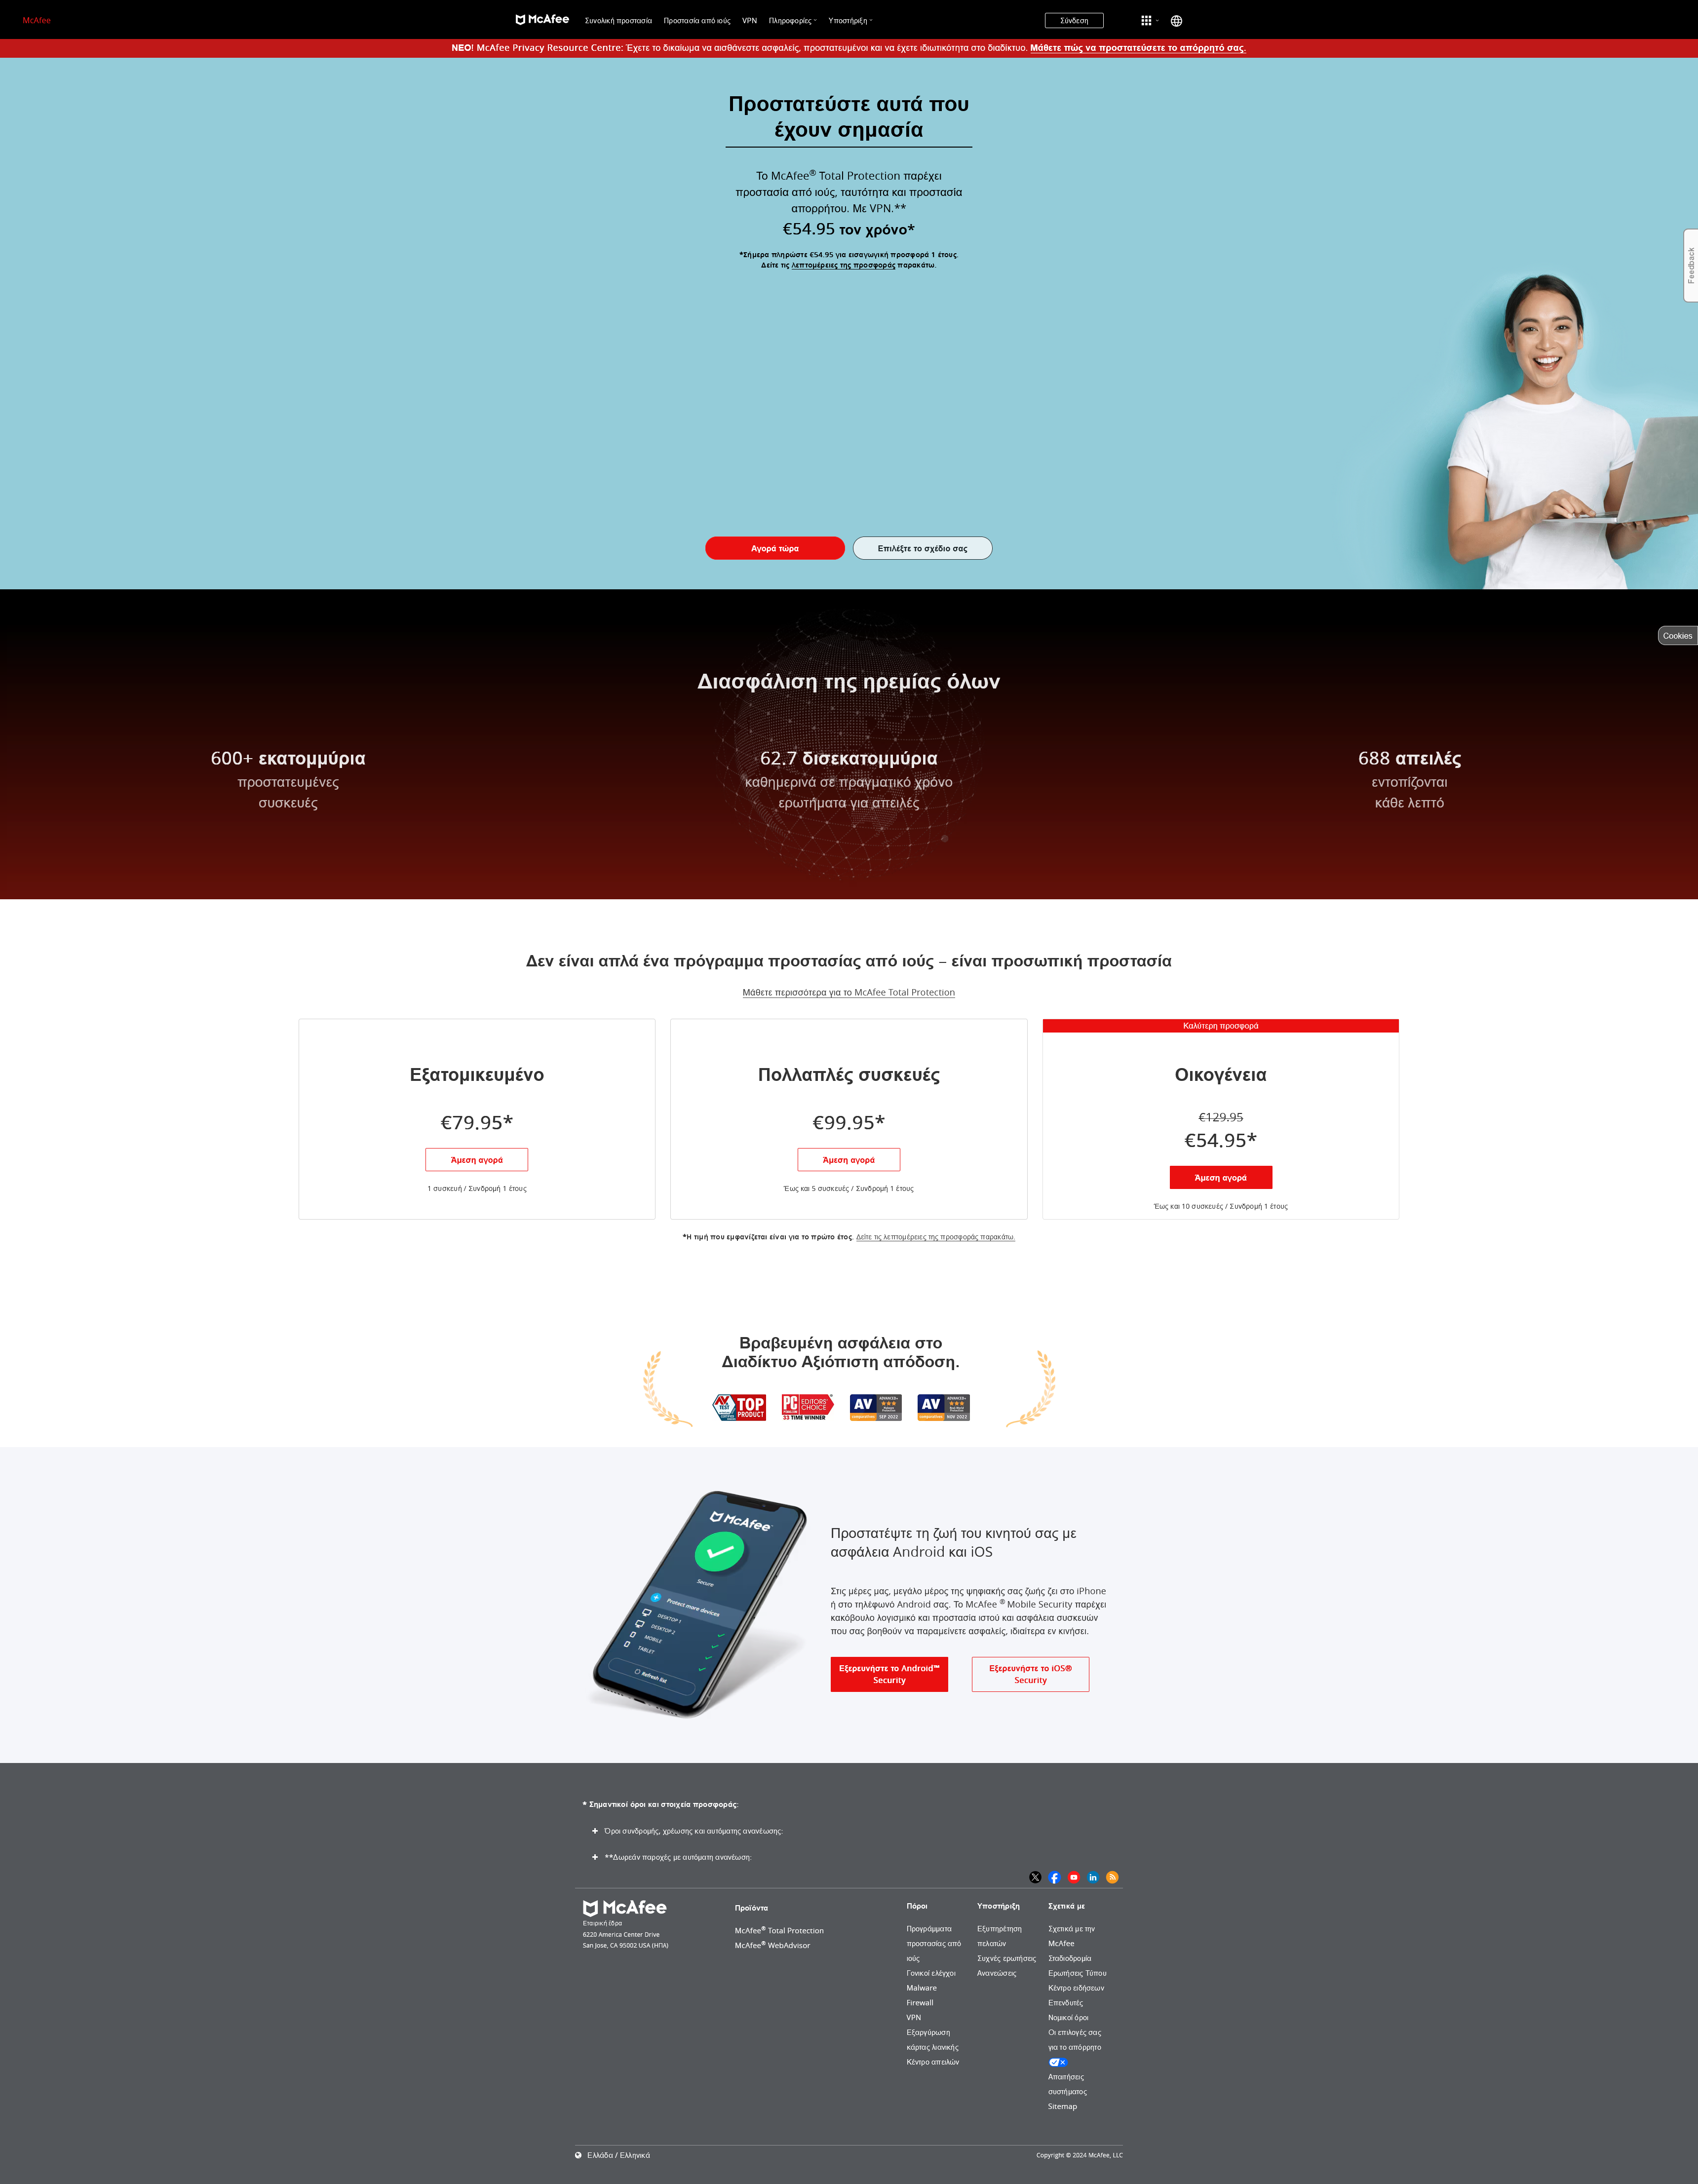 McAfee
McAfee
Συνολική προστασία
Προστασία από ιούς
VPN
Πληροφορίες
Υποστήριξη
Σύνδεση
ΝΕΟ! McAfee Privacy Resource Centre: Έχετε το δικαίωμα να αισθάνεστε ασφαλείς, προστατευμένοι και να έχετε ιδιωτικότητα στο διαδίκτυο. Μάθετε πώς να προστατεύσετε το απόρρητό σας.
Προστατεύστε αυτά που
έχουν σημασία
Το McAfee® Total Protection παρέχει
προστασία από ιούς, ταυτότητα και προστασία
απορρήτου. Με VPN.**
€54.95 τον χρόνο*
*Σήμερα πληρώστε €54.95 για εισαγωγική προσφορά 1 έτους.
Δείτε τις λεπτομέρειες της προσφοράς παρακάτω.
Feedback
Αγορά τώρα
Επιλέξτε το σχέδιο σας
Cookies
Διασφάλιση της ηρεμίας όλων
600+ εκατομμύρια
προστατευμένες
συσκευές
62.7 δισεκατομμύρια
καθημερινά σε πραγματικό χρόνο
ερωτήματα για απειλές
688 απειλές
εντοπίζονται
κάθε λεπτό
Δεν είναι απλά ένα πρόγραμμα προστασίας από ιούς – είναι προσωπική προστασία
Μάθετε περισσότερα για το McAfee Total Protection
Εξατομικευμένο
€79.95*
Άμεση αγορά
1 συσκευή / Συνδρομή 1 έτους
Πολλαπλές συσκευές
€99.95*
Άμεση αγορά
Έως και 5 συσκευές / Συνδρομή 1 έτους
Καλύτερη προσφορά
Οικογένεια
€129.95
€54.95*
Άμεση αγορά
Έως και 10 συσκευές / Συνδρομή 1 έτους
*Η τιμή που εμφανίζεται είναι για το πρώτο έτος. Δείτε τις λεπτομέρειες της προσφοράς παρακάτω.
Βραβευμένη ασφάλεια στο
Διαδίκτυο Αξιόπιστη απόδοση.
AV TEST TOP PRODUCT
PC EDITORS' CHOICE
33 TIME WINNER
AV ADVANCED+
SEP 2022
AV ADVANCED+
NOV 2022
McAfee
Secure
Protect more devices
DESKTOP 1
DESKTOP 2
MOBILE
TABLET
Refresh list
Προστατέψτε τη ζωή του κινητού σας με
ασφάλεια Android και iOS
Στις μέρες μας, μεγάλο μέρος της ψηφιακής σας ζωής ζει στο iPhone
ή στο τηλέφωνό Android σας. Το McAfee ® Mobile Security παρέχει
κακόβουλο λογισμικό και προστασία ιστού και ασφάλεια συσκευών
που σας βοηθούν να παραμείνετε ασφαλείς, ιδιαίτερα εν κινήσει.
Εξερευνήστε το Android™
Security
Εξερευνήστε το iOS®
Security
* Σημαντικοί όροι και στοιχεία προσφοράς:
+ Όροι συνδρομής, χρέωσης και αυτόματης ανανέωσης:
+ **Δωρεάν παροχές με αυτόματη ανανέωση:
McAfee
Εταιρική έδρα
6220 America Center Drive
San Jose, CA 95002 USA (ΗΠΑ)
Προϊόντα
McAfee® Total Protection
McAfee® WebAdvisor
Πόροι
Προγράμματα
προστασίας από
ιούς
Γονικοί ελέγχοι
Malware
Firewall
VPN
Εξαργύρωση
κάρτας λιανικής
Κέντρο απειλών
Υποστήριξη
Εξυπηρέτηση
πελατών
Συχνές ερωτήσεις
Ανανεώσεις
Σχετικά με
Σχετικά με την
McAfee
Σταδιοδρομία
Ερωτήσεις Τύπου
Κέντρο ειδήσεων
Επενδυτές
Νομικοί όροι
Οι επιλογές σας
για το απόρρητο
Απαιτήσεις
συστήματος
Sitemap
Ελλάδα / Ελληνικά
Copyright © 2024 McAfee, LLC